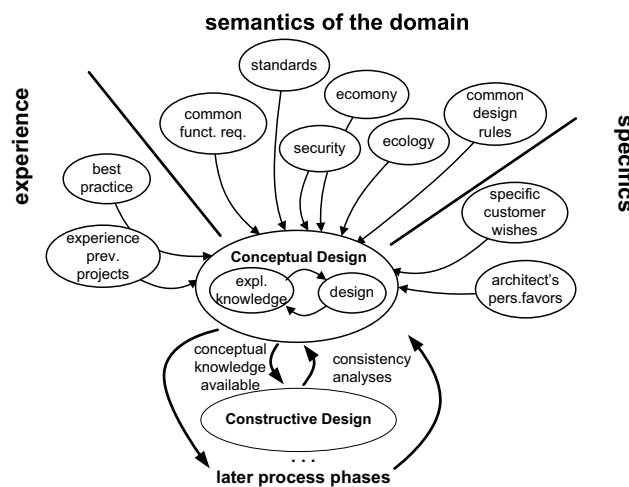 semantics of the domain
experience
specifics
standards
ecomony
common
design
rules
common
funct. req.
security
ecology
best
practice
specific
customer
wishes
experience
prev.
projects
Conceptual Design
expl.
knowledge
design
architect's
pers.favors
conceptual
knowledge
available
consistency
analyses
Constructive Design
. . .
later process phases